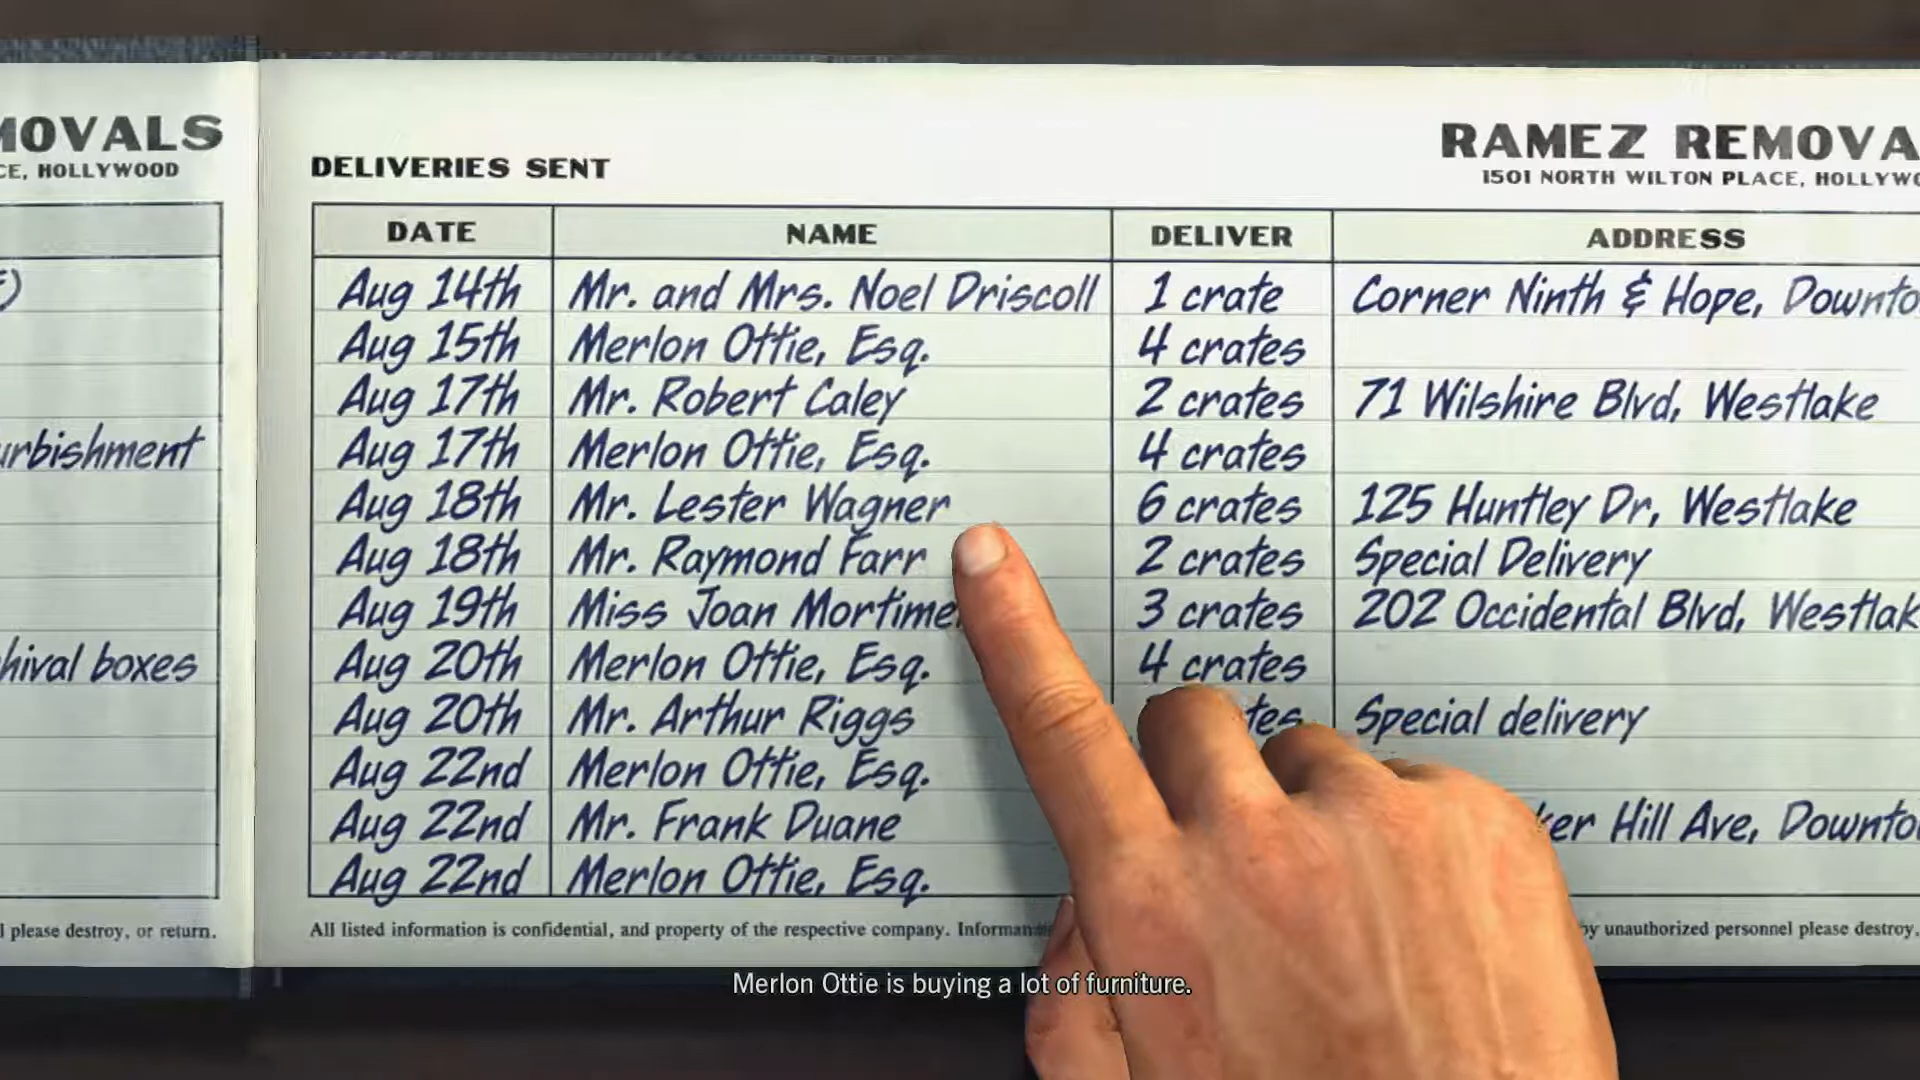 MOVALS
CE, HOLLYWOOD
urbishment
hival boxes
l please destroy, or return.
RAMEZ REMOVA
1501 NORTH WILTON PLACE, HOLLYWO
DELIVERIES SENT
DATE NAME DELIVER ADDRESS
Aug 14th Mr. and Mrs. Noel Driscoll 1 crate Corner Ninth & Hope, Downto
Aug 15th Merlon Ottie, Esq. 4 crates
Aug 17th Mr. Robert Caley 2 crates 71 Wilshire Blvd, Westlake
Aug 17th Merlon Ottie, Esq. 4 crates
Aug 18th Mr. Lester Wagner 6 crates 125 Huntley Dr, Westlake
Aug 18th Mr. Raymond Farr 2 crates Special Delivery
Aug 19th Miss Joan Mortime 3 crates 202 Occidental Blvd, Westlak
Aug 20th Merlon Ottie, Esq. 4 crates
Aug 20th Mr. Arthur Riggs tes Special delivery
Aug 22nd Merlon Ottie, Esq.
Aug 22nd Mr. Frank Duane ker Hill Ave, Downto
Aug 22nd Merlon Ottie, Esq.
All listed information is confidential, and property of the respective company. by unauthorized personnel please destroy,
Merlon Ottie is buying a lot of furniture.